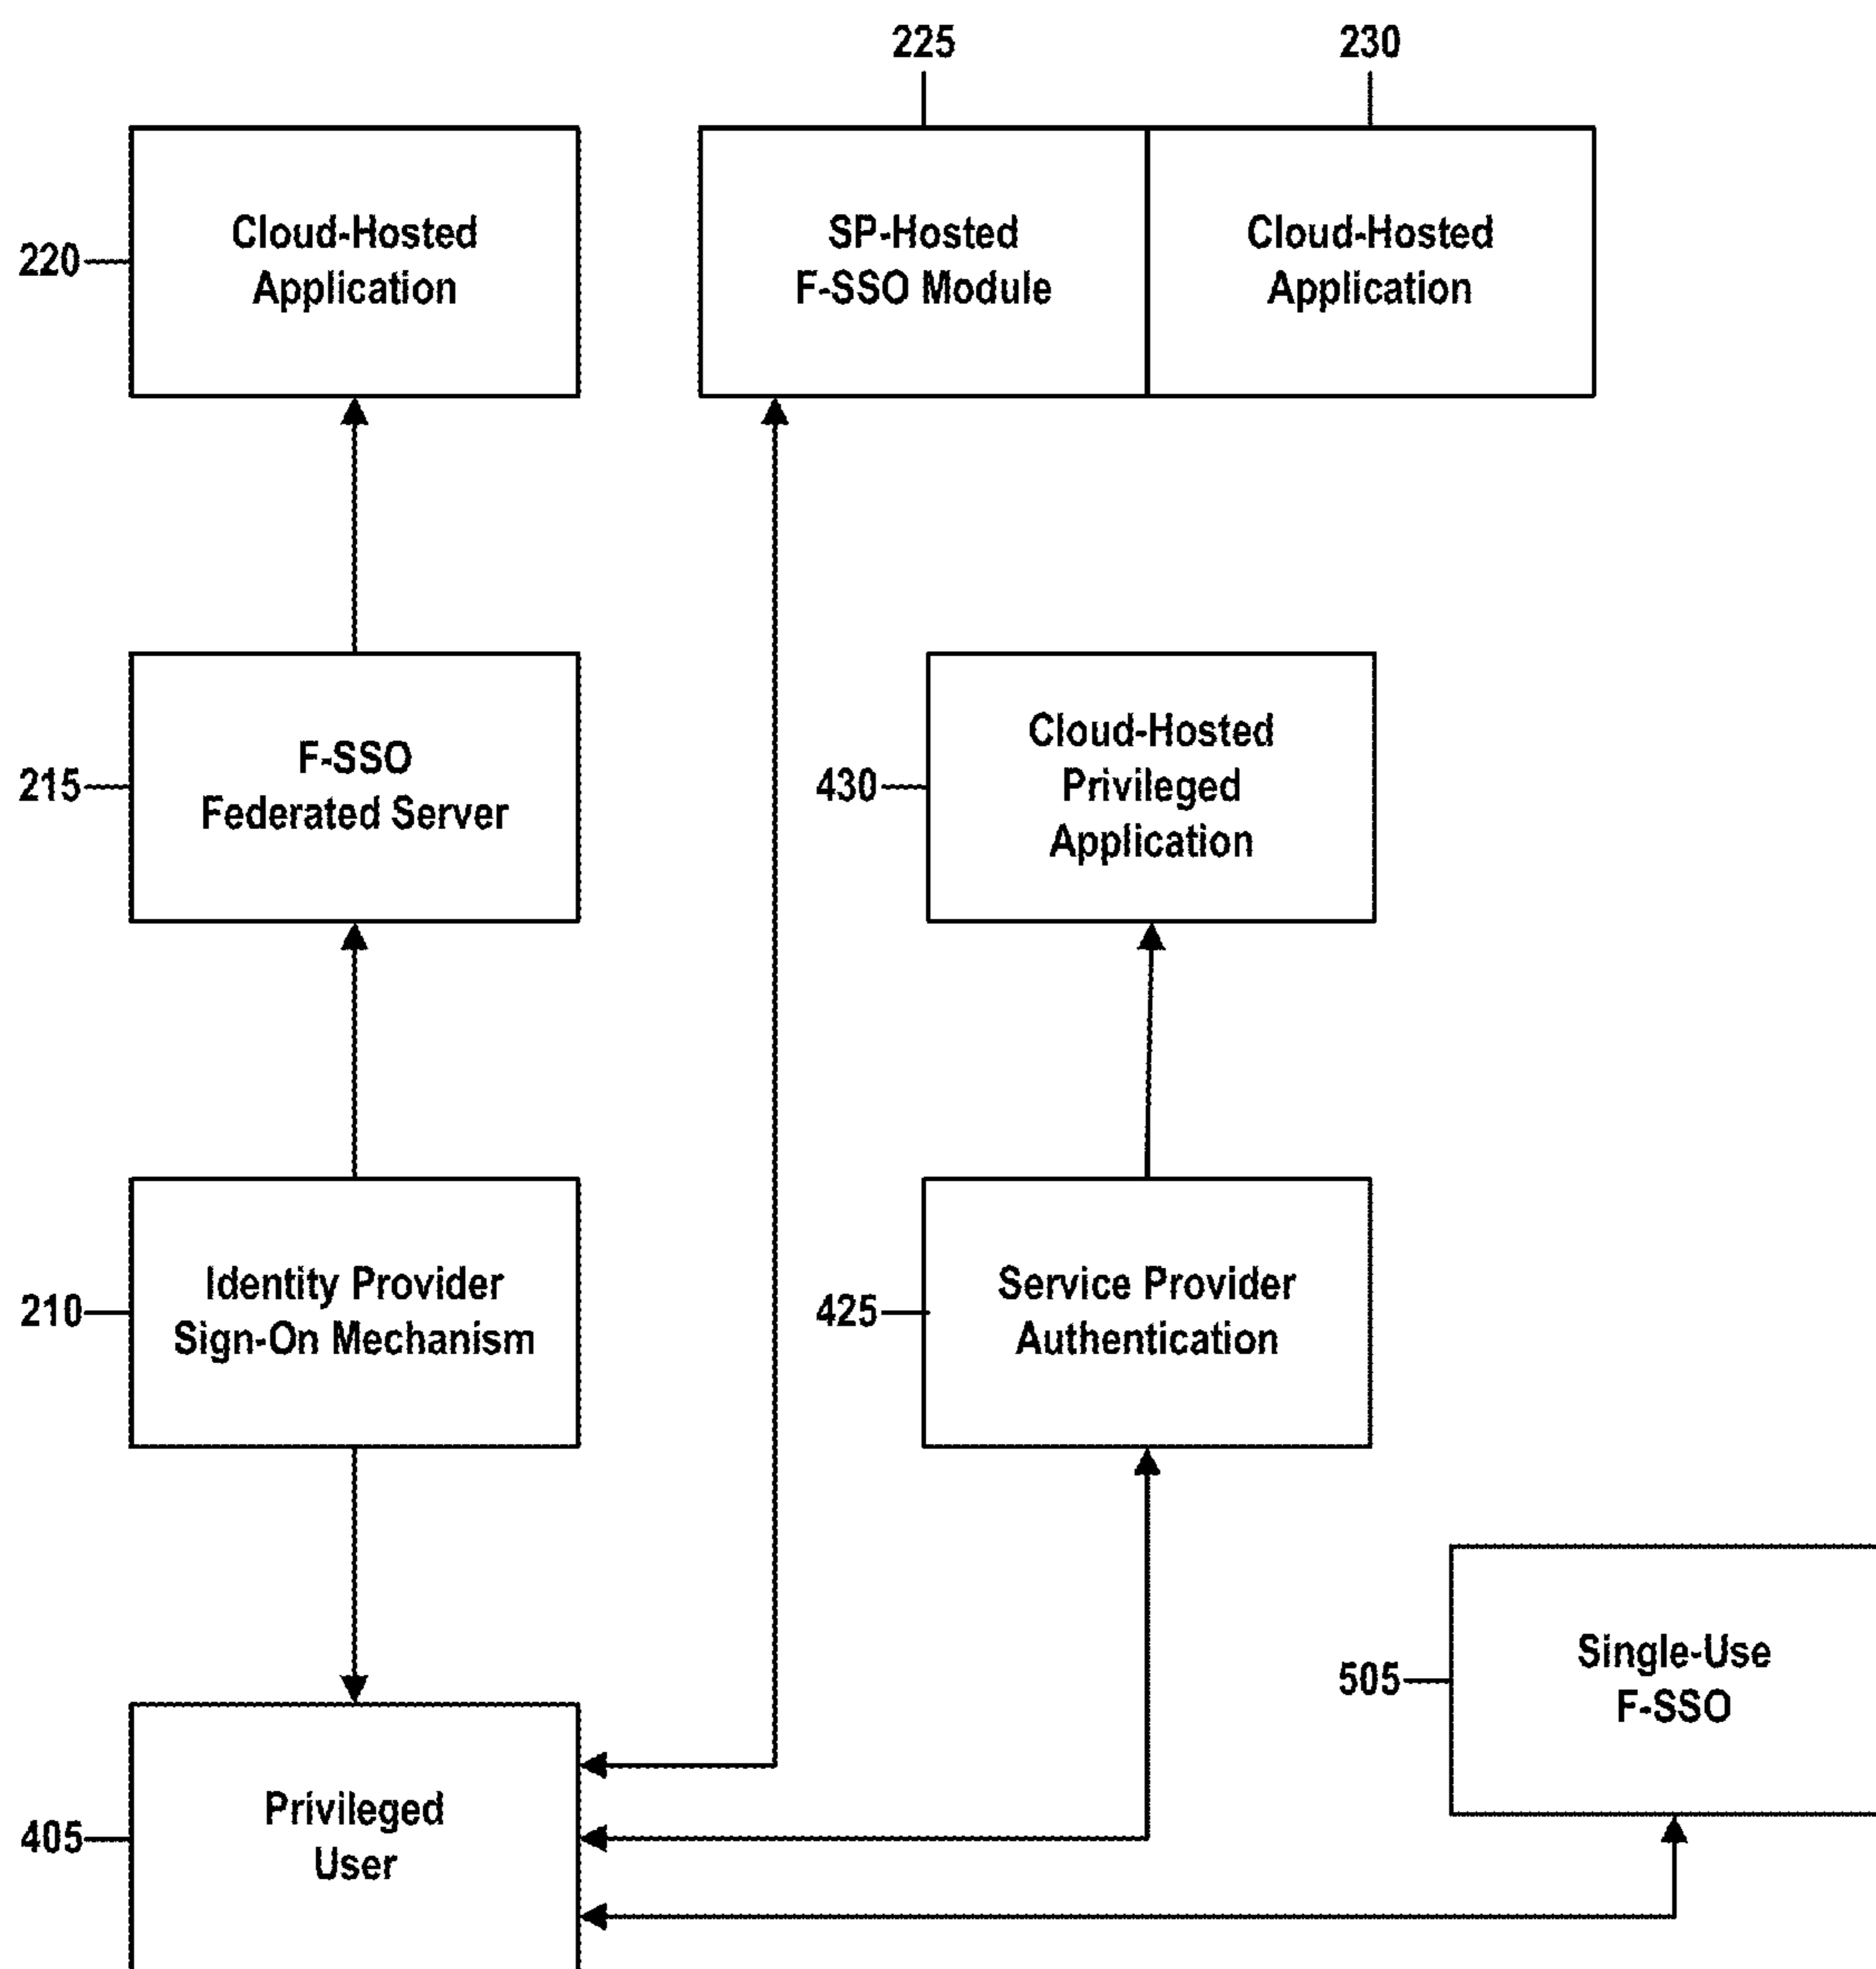 225
230
220
Cloud-Hosted
Application
SP-Hosted
F-SSO Module
Cloud-Hosted
Application
215
F-SSO
Federated Server
430
Cloud-Hosted
Privileged
Application
210
Identity Provider
Sign-On Mechanism
425
Service Provider
Authentication
505
Single-Use
F-SSO
405
Privileged
User